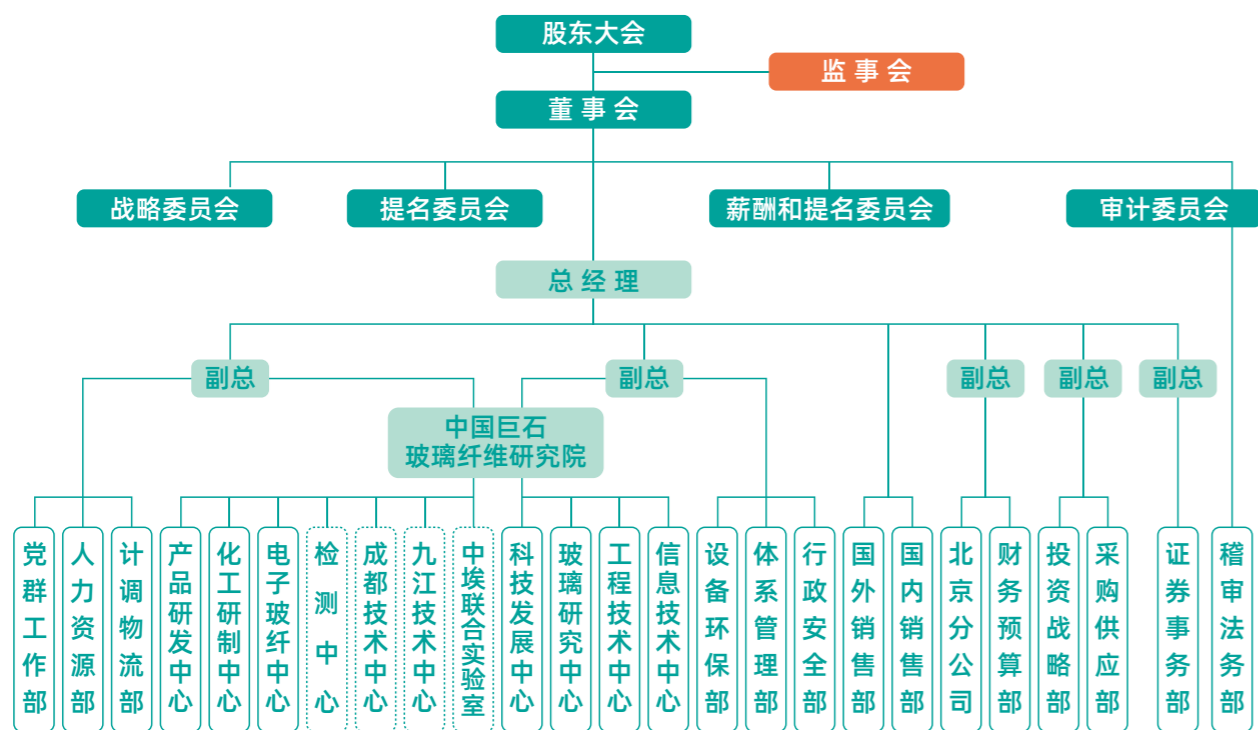 股东大会
监事会
董事会
战略委员会
提名委员会
薪酬和提名委员会
审计委员会
总经理
副总
副总
副总
副总
副总
中国巨石
玻璃纤维研究院
党群工作部
人力资源部
计调物流部
产品研发中心
化工研制中心
电子玻纤中心
检测中心
成都技术中心
九江技术中心
中埃联合实验室
科技发展中心
玻璃研究中心
工程技术中心
信息技术中心
设备环保部
体系管理部
行政安全部
国外销售部
国内销售部
北京分公司
财务预算部
投资战略部
采购供应部
证券事务部
稽审法务部